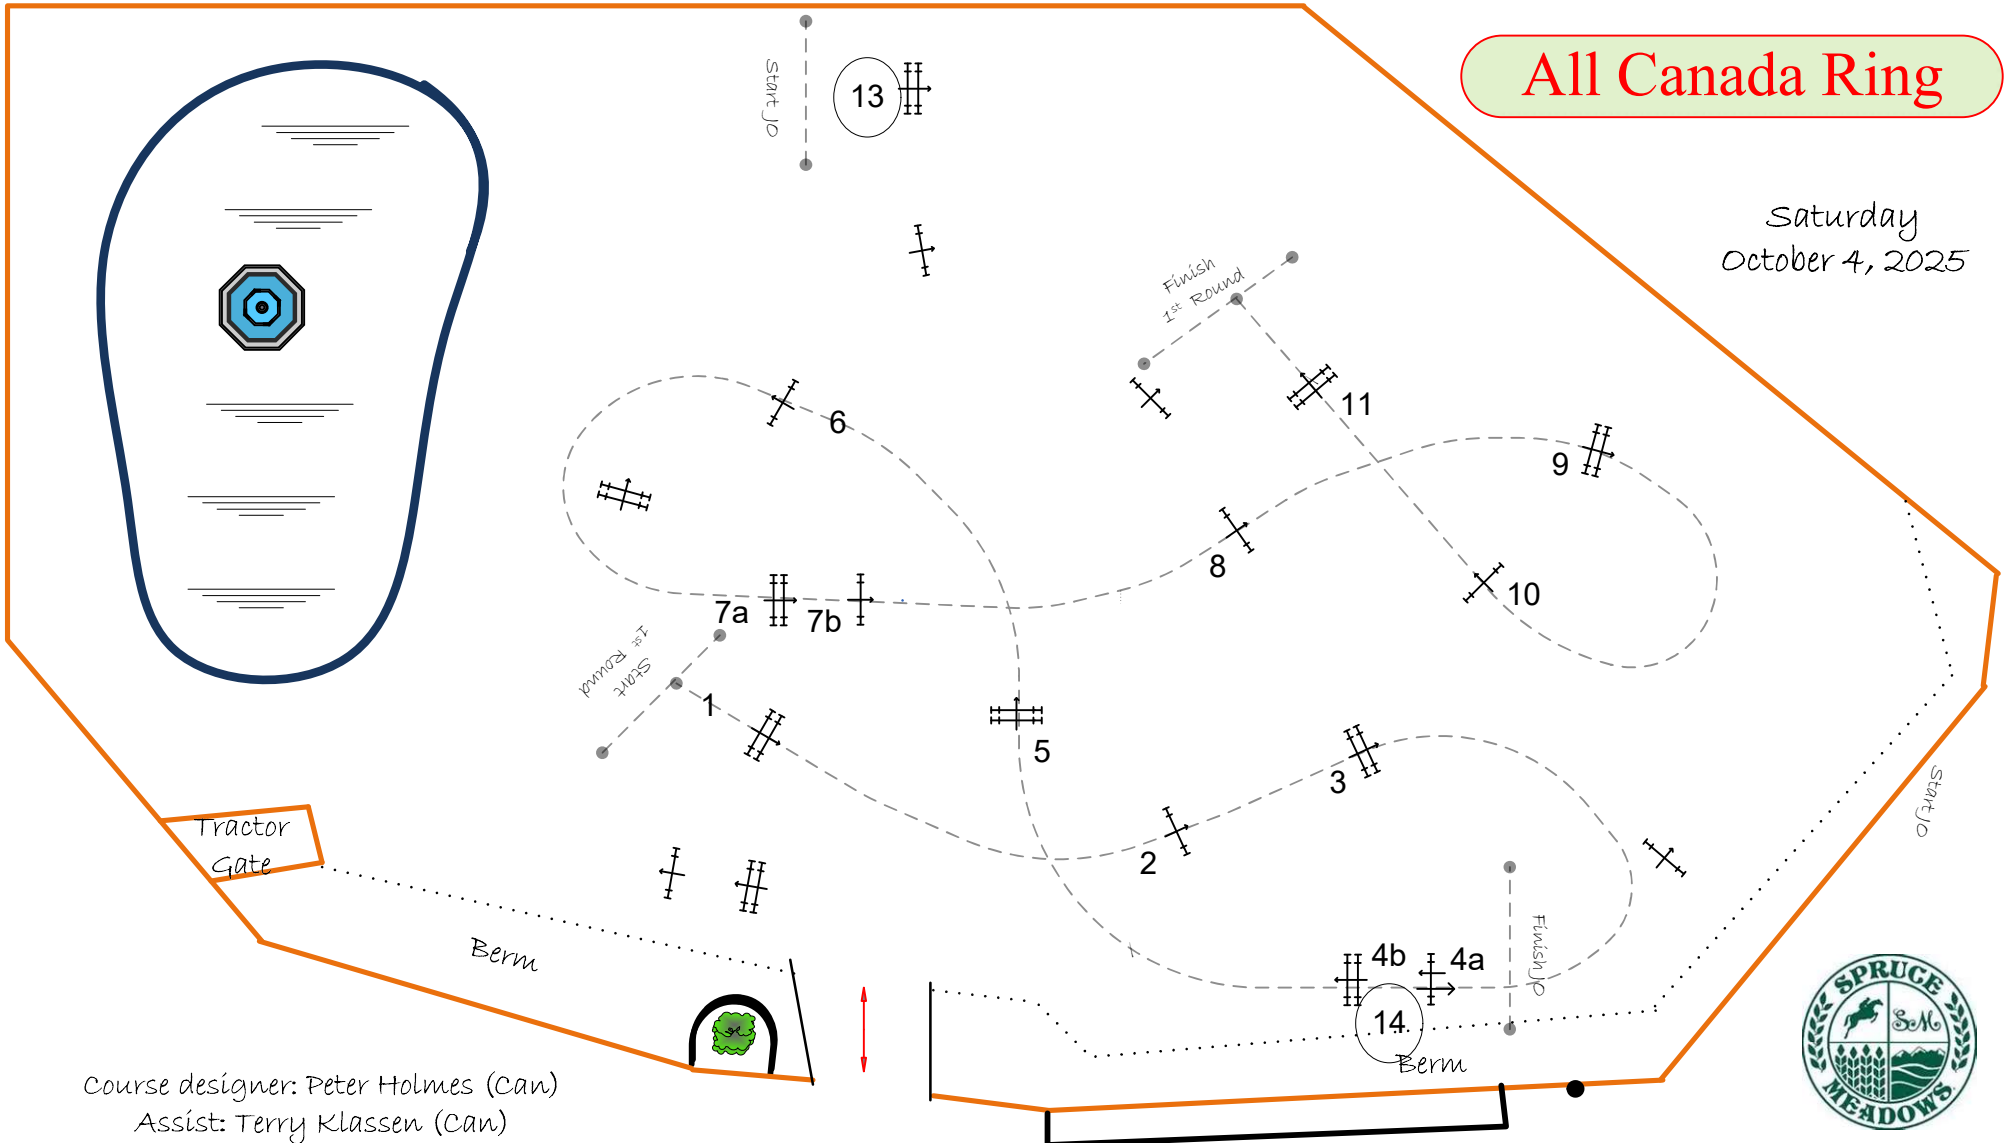 All Canada Ring
Saturday
October 4, 2025
Start JO
13
Finish
1st Round
11
6
9
8
10
7a
7b
1st Round
Start
1
5
3
2
Start JO
Tractor
Gate
Berm
4b
4a
Finish JO
14
Berm
SPRUCE
SM
MEADOWS
Course designer: Peter Holmes (Can)
Assist: Terry Klassen (Can)